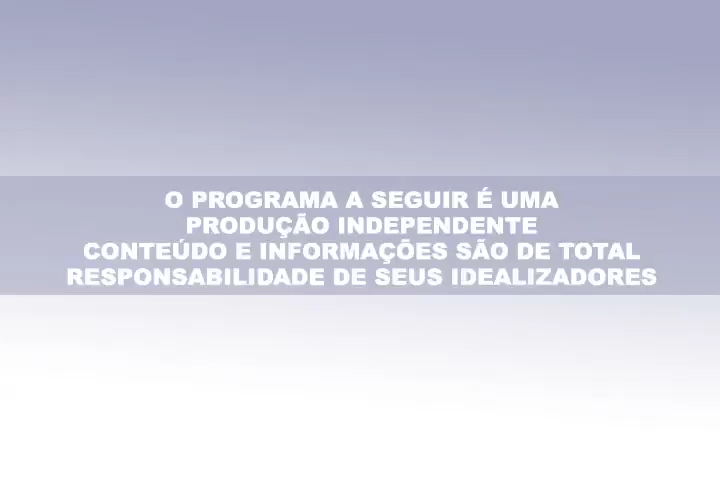 O PROGRAMA A SEGUIR É UMA
PRODUÇÃO INDEPENDENTE
CONTEÚDO E INFORMAÇÕES SÃO DE TOTAL
RESPONSABILIDADE DE SEUS IDEALIZADORES